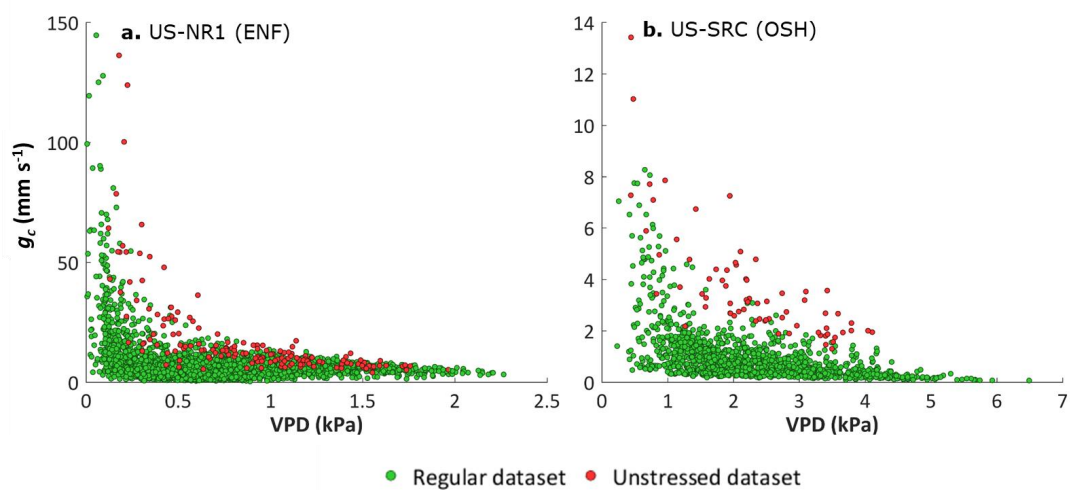 a. US-NR1 (ENF)
b. US-SRC (OSH)
g_c (mm s⁻¹)
150
100
50
0
0 0.5 1 1.5 2 2.5
VPD (kPa)
14
12
10
8
6
4
2
0
0 1 2 3 4 5 6 7
VPD (kPa)
Regular dataset
Unstressed dataset